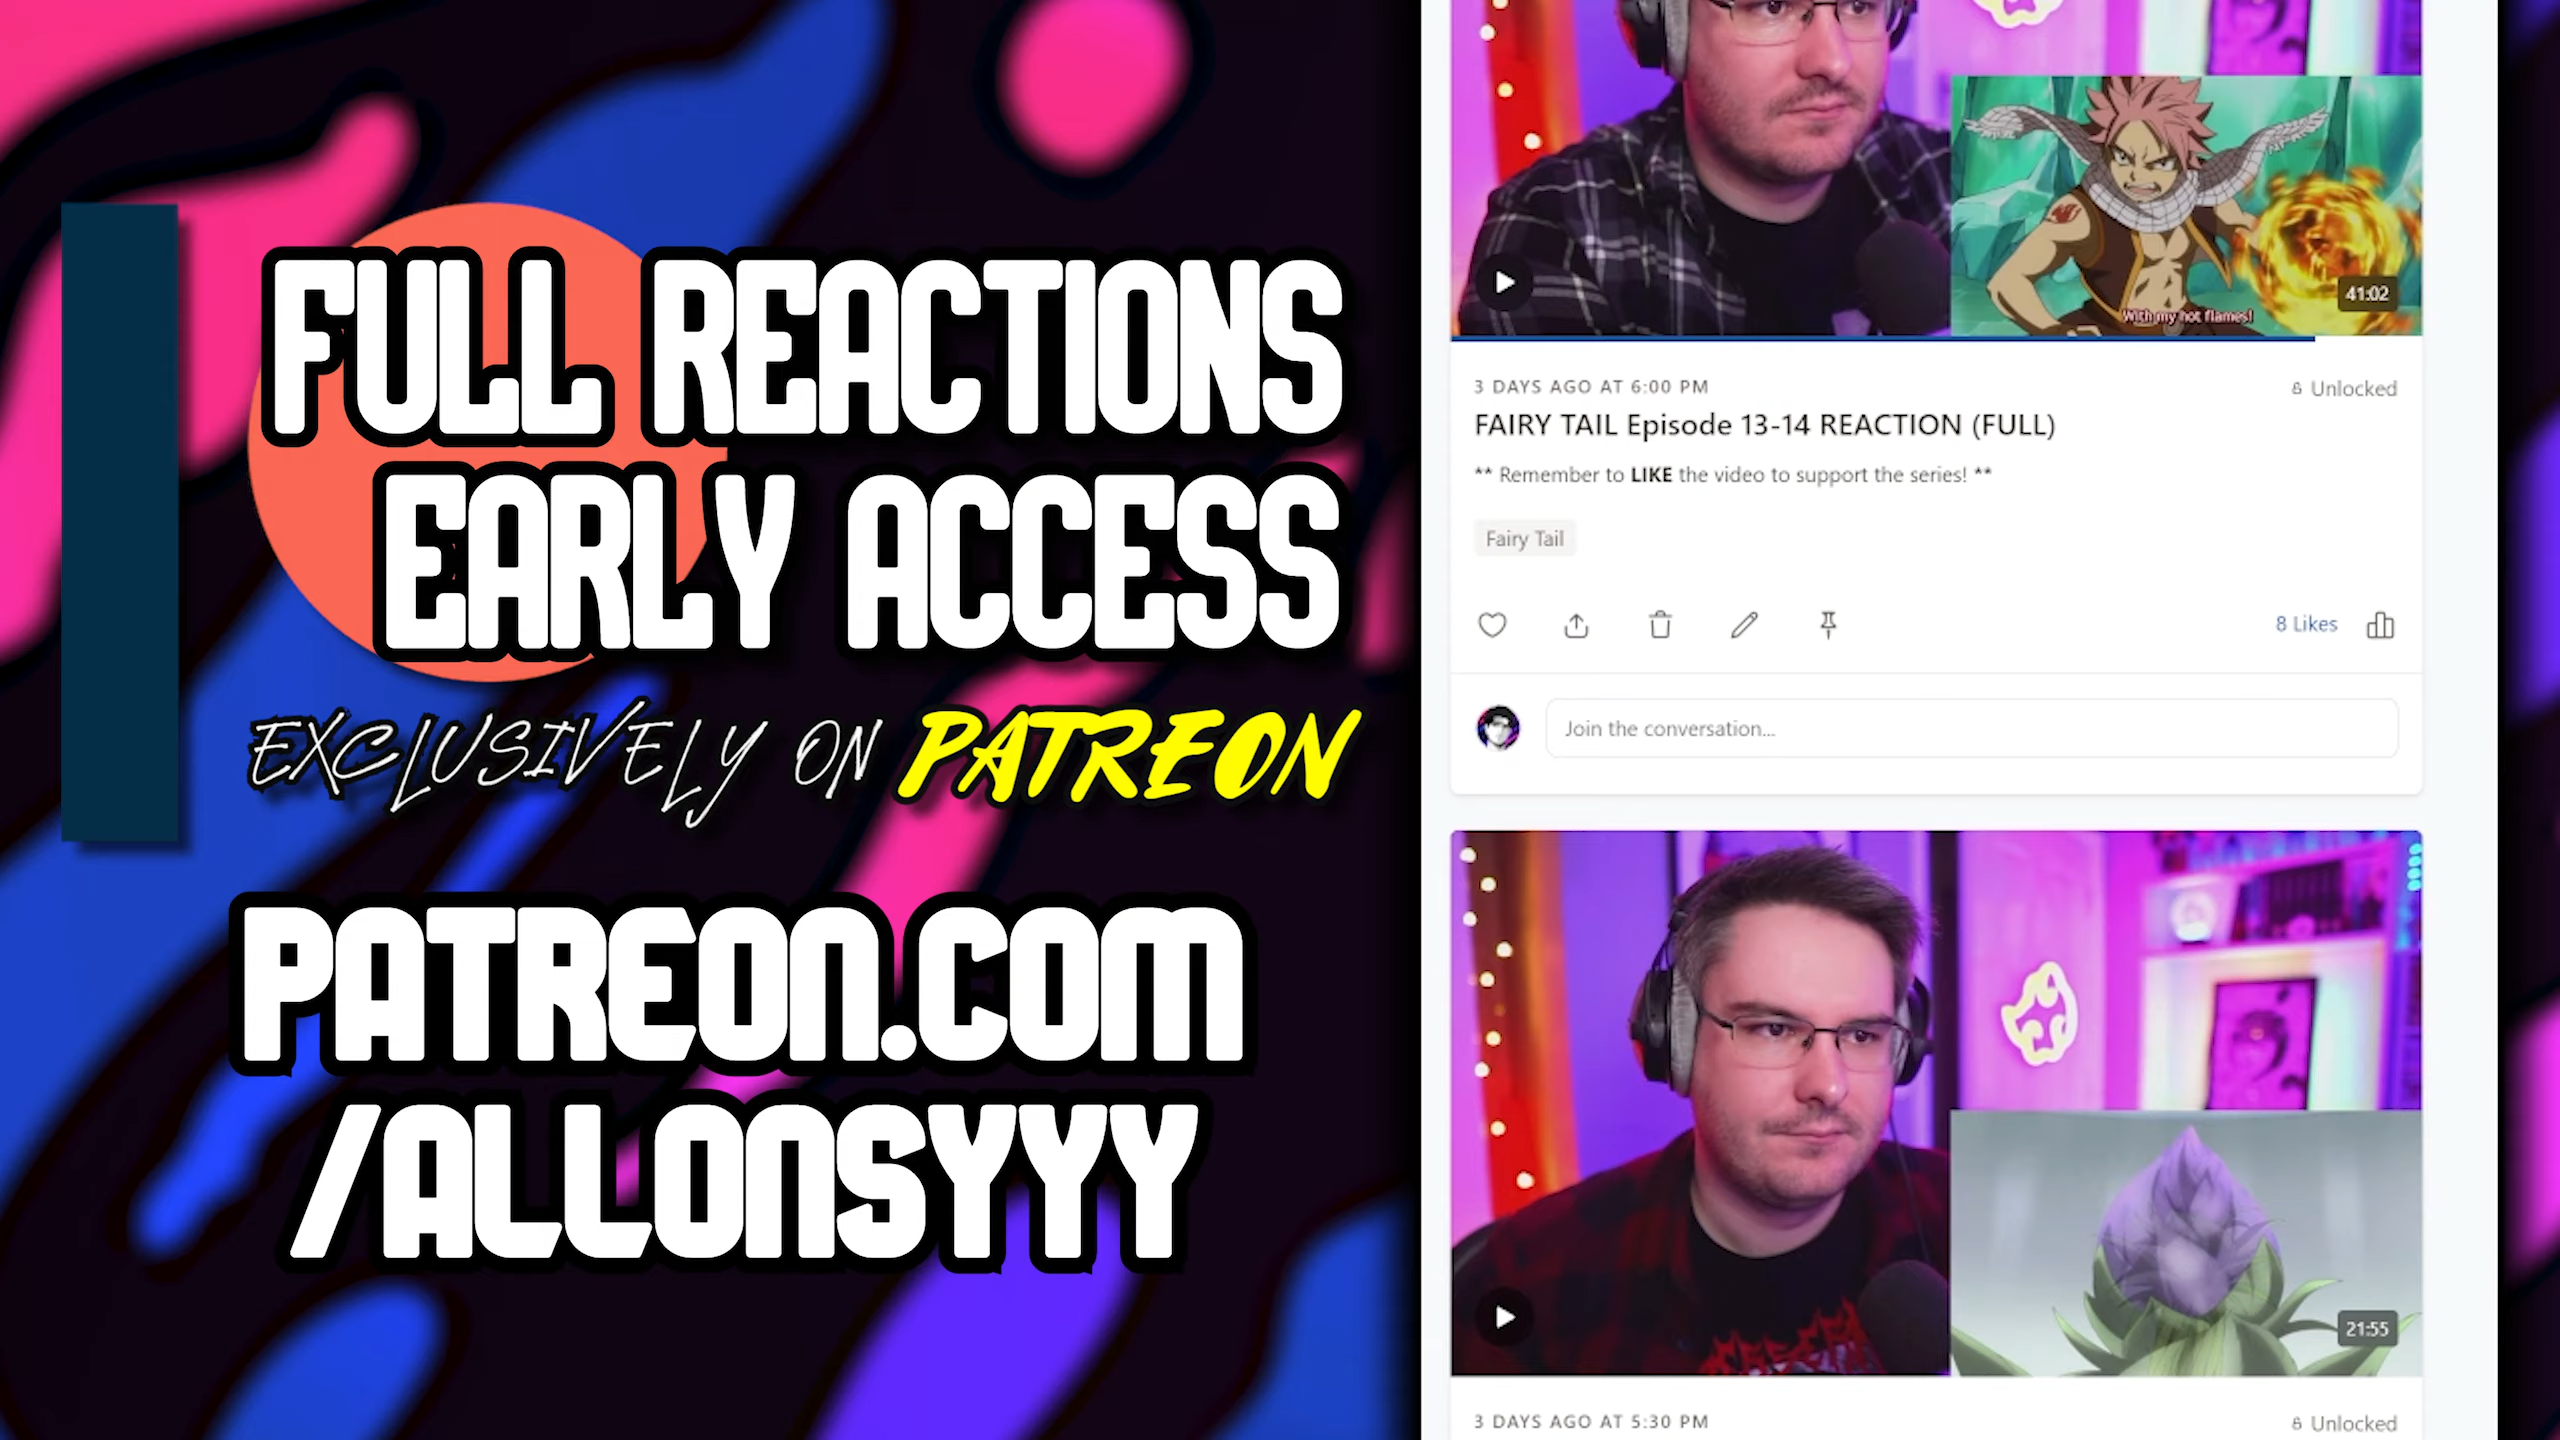 FULL REACTIONS
EARLY ACCESS
EXCLUSIVELY ON PATREON
PATREON.COM
/ALLONSYYY
With my hot flames!
41:02
3 DAYS AGO AT 6:00 PM
Unlocked
FAIRY TAIL Episode 13-14 REACTION (FULL)
** Remember to LIKE the video to support the series! **
Fairy Tail
8 Likes
Join the conversation...
21:55
3 DAYS AGO AT 5:30 PM
Unlocked